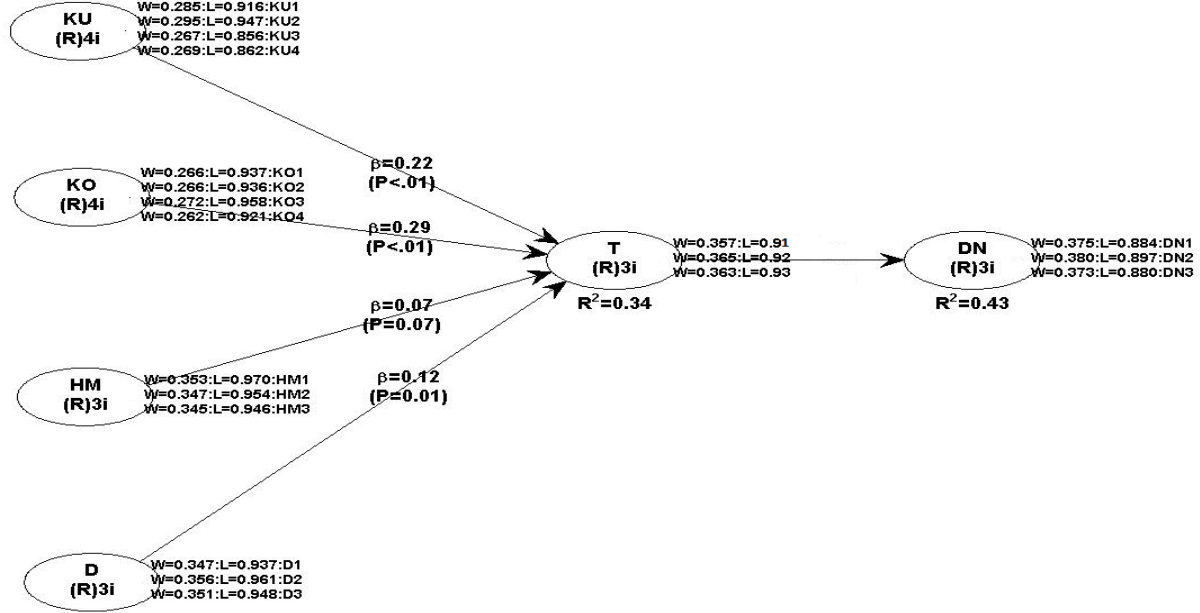 KU
(R)4i
W=0.285:L=0.916:KU1
W=0.295:L=0.947:KU2
W=0.267:L=0.856:KU3
W=0.269:L=0.862:KU4
β=0.22
(P<.01)
KO
(R)4i
W=0.266:L=0.937:KO1
W=0.266:L=0.936:KO2
W=0.272:L=0.958:KO3
W=0.262:L=0.921:KO4
β=0.29
(P<.01)
T
(R)3i
W=0.357:L=0.91
W=0.365:L=0.92
W=0.363:L=0.93
R²=0.34
DN
(R)3i
W=0.375:L=0.884:DN1
W=0.380:L=0.897:DN2
W=0.373:L=0.880:DN3
R²=0.43
β=0.07
(P=0.07)
HM
(R)3i
W=0.353:L=0.970:HM1
W=0.347:L=0.954:HM2
W=0.345:L=0.946:HM3
β=0.12
(P=0.01)
D
(R)3i
W=0.347:L=0.937:D1
W=0.356:L=0.961:D2
W=0.351:L=0.948:D3